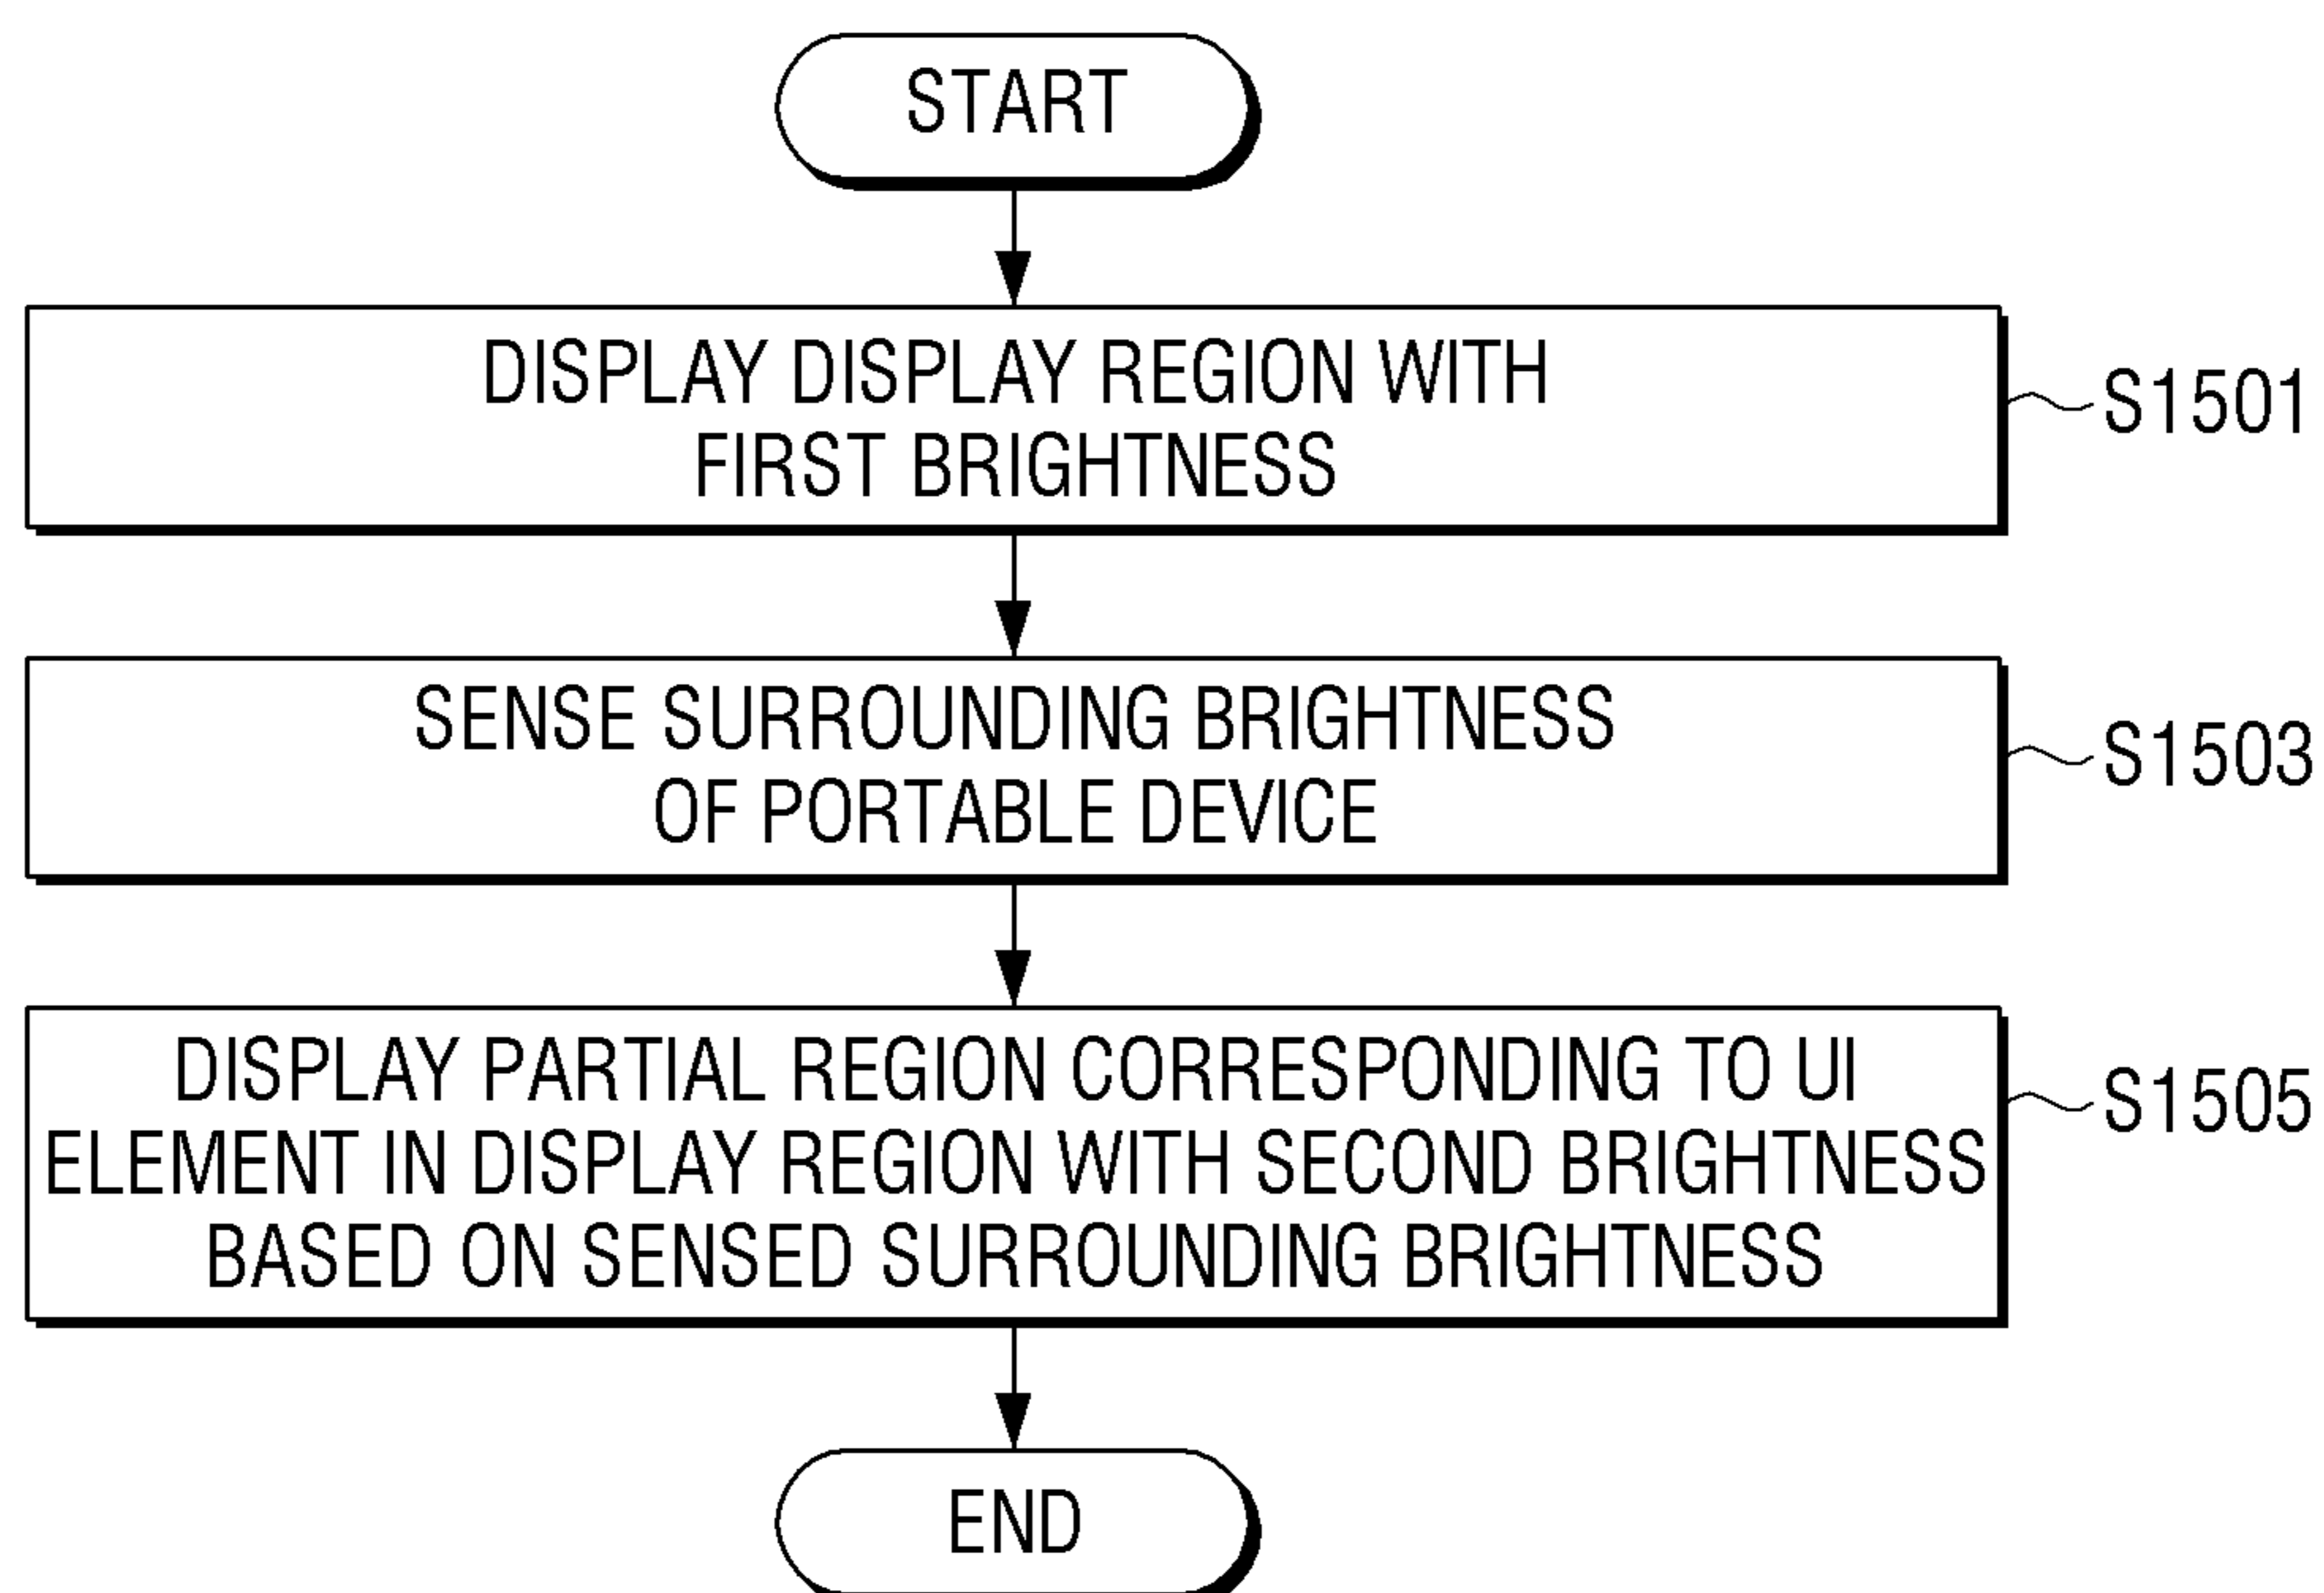 START
DISPLAY DISPLAY REGION WITH
FIRST BRIGHTNESS
S1501
SENSE SURROUNDING BRIGHTNESS
OF PORTABLE DEVICE
S1503
DISPLAY PARTIAL REGION CORRESPONDING TO UI
ELEMENT IN DISPLAY REGION WITH SECOND BRIGHTNESS
BASED ON SENSED SURROUNDING BRIGHTNESS
S1505
END